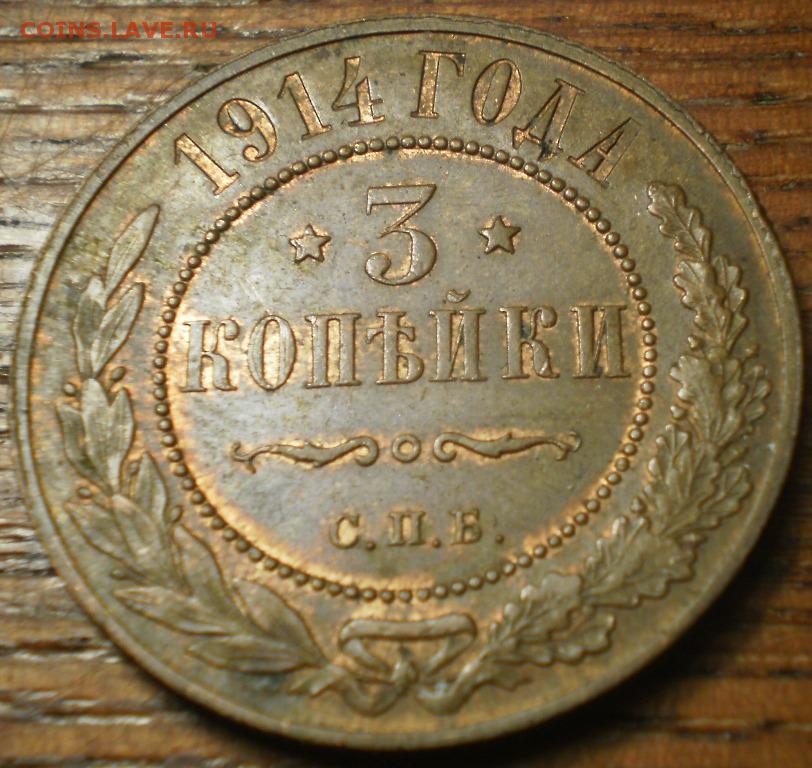 COINS.LAVE.RU
1914 ГОДА
3
КОПѢЙКИ
С.П.Б.